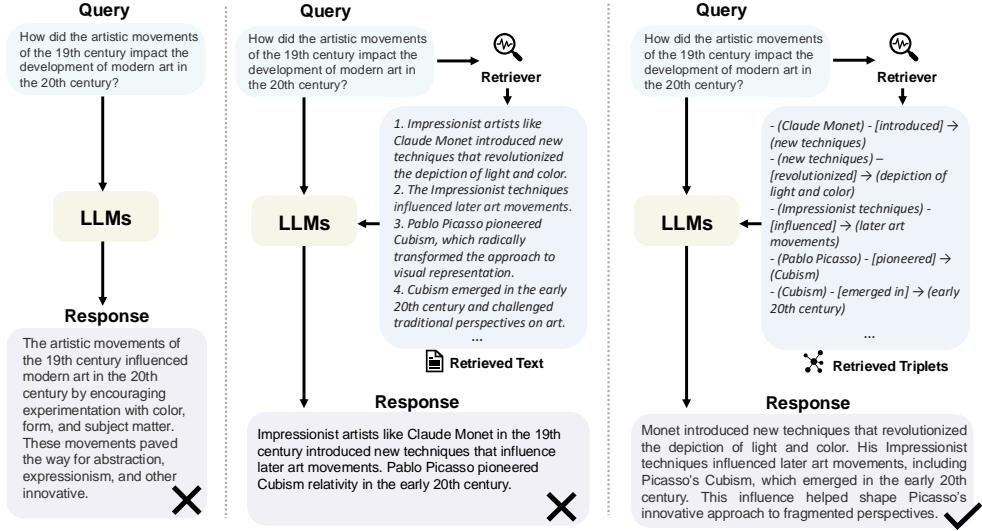 Query
How did the artistic movements
of the 19th century impact the
development of modern art in
the 20th century?
LLMs
Response
The artistic movements of
the 19th century influenced
modern art in the 20th
century by encouraging
experimentation with color,
form, and subject matter.
These movements paved
the way for abstraction,
expressionism, and other
innovative.
Query
How did the artistic movements
of the 19th century impact the
development of modern art in
the 20th century?
Retriever
1. Impressionist artists like
Claude Monet introduced new
techniques that revolutionized
the depiction of light and color.
2. The Impressionist techniques
influenced later art movements.
3. Pablo Picasso pioneered
Cubism, which radically
transformed the approach to
visual representation.
4. Cubism emerged in the early
20th century and challenged
traditional perspectives on art.
...
Retrieved Text
LLMs
Response
Impressionist artists like Claude Monet in the 19th
century introduced new techniques that influence
later art movements. Pablo Picasso pioneered
Cubism relativity in the early 20th century.
Query
How did the artistic movements
of the 19th century impact the
development of modern art in
the 20th century?
Retriever
- (Claude Monet) - [introduced] →
(new techniques)
- (new techniques) –
[revolutionized] → (depiction of
light and color)
- (Impressionist techniques) -
[influenced] → (later art
movements)
- (Pablo Picasso) - [pioneered] →
(Cubism)
- (Cubism) - [emerged in] → (early
20th century)
...
Retrieved Triplets
LLMs
Response
Monet introduced new techniques that revolutionized
the depiction of light and color. His Impressionist
techniques influenced later art movements, including
Picasso's Cubism, which emerged in the early 20th
century. This influence helped shape Picasso's
innovative approach to fragmented perspectives.